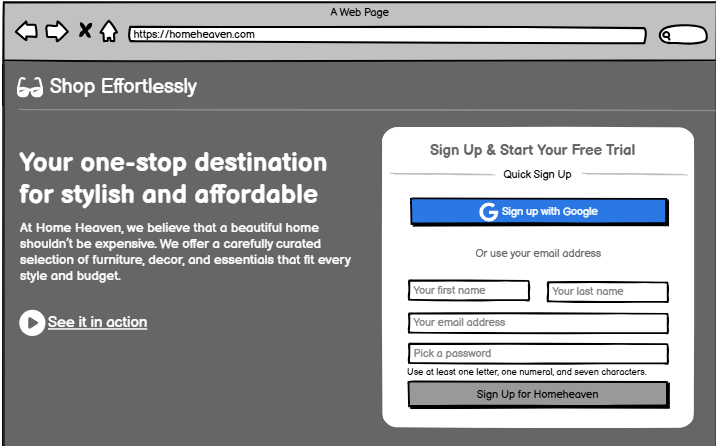 A Web Page
https://homeheaven.com
Shop Effortlessly
Your one-stop destination
for stylish and affordable
At Home Heaven, we believe that a beautiful home
shouldn't be expensive. We offer a carefully curated
selection of furniture, decor, and essentials that fit every
style and budget.
See it in action
Sign Up & Start Your Free Trial
Quick Sign Up
G Sign up with Google
Or use your email address
Your first name
Your last name
Your email address
Pick a password
Use at least one letter, one numeral, and seven characters.
Sign Up for Homeheaven